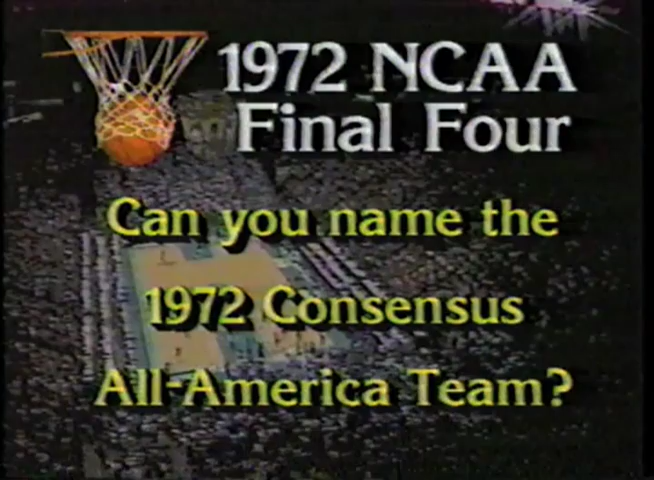 1972 NCAA
Final Four
Can you name the
1972 Consensus
All-America Team?